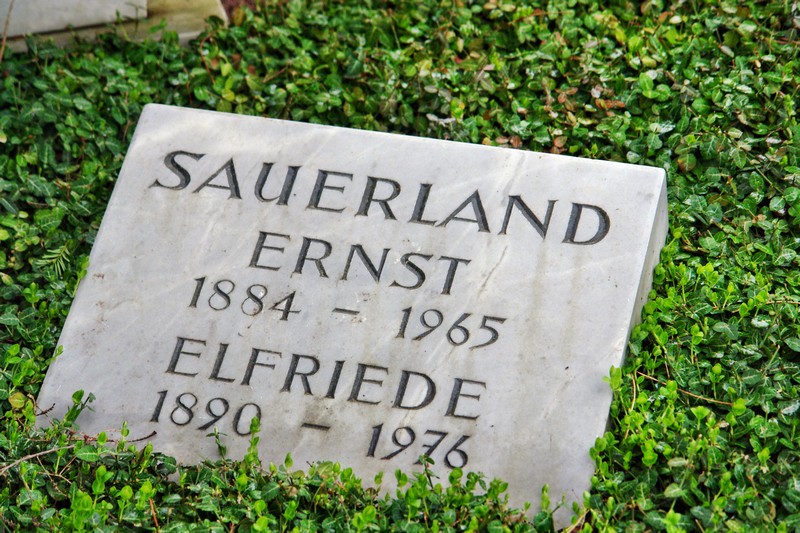 SAUERLAND
ERNST
1884 – 1965
ELFRIEDE
1890 – 1976